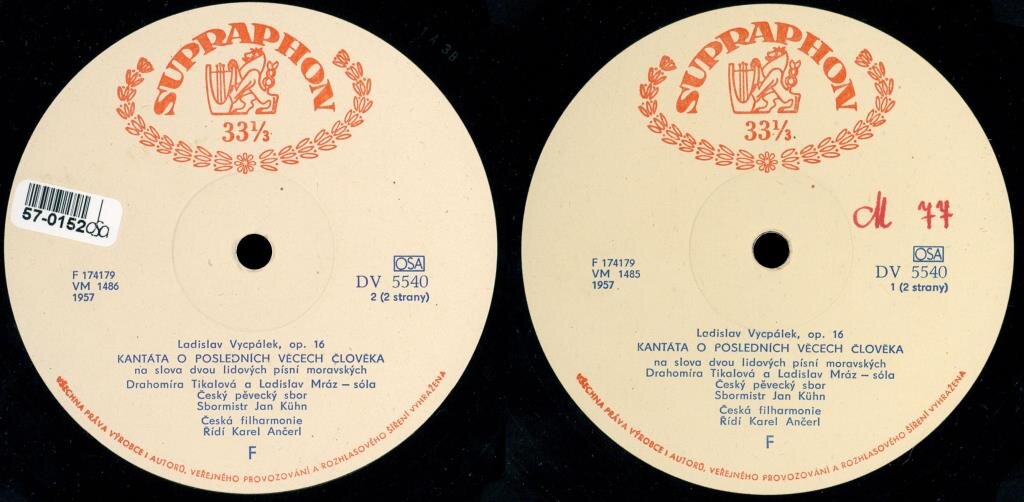 SUPRAPHON
33⅓
57-0152
OSA
F 174179
VM 1486
1957
DV 5540
2 (2 strany)
Ladislav Vycpálek, op. 16
KANTÁTA O POSLEDNÍCH VĚCECH ČLOVĚKA
na slova dvou lidových písní moravských
Drahomíra Tikalová a Ladislav Mráz – sóla
Český pěvecký sbor
Sbormistr Jan Kühn
Česká filharmonie
Řídí Karel Ančerl
F
VŠECHNA PRÁVA VÝROBCE I AUTORŮ, VEŘEJNÉHO PROVOZOVÁNÍ A ROZHLASOVÉHO ŠÍŘENÍ VYHRAŽENA
SUPRAPHON
33⅓
M 77
OSA
F 174179
VM 1485
1957
DV 5540
1 (2 strany)
Ladislav Vycpálek, op. 16
KANTÁTA O POSLEDNÍCH VĚCECH ČLOVĚKA
na slova dvou lidových písní moravských
Drahomíra Tikalová a Ladislav Mráz – sóla
Český pěvecký sbor
Sbormistr Jan Kühn
Česká filharmonie
Řídí Karel Ančerl
F
VŠECHNA PRÁVA VÝROBCE I AUTORŮ, VEŘEJNÉHO PROVOZOVÁNÍ A ROZHLASOVÉHO ŠÍŘENÍ VYHRAŽENA